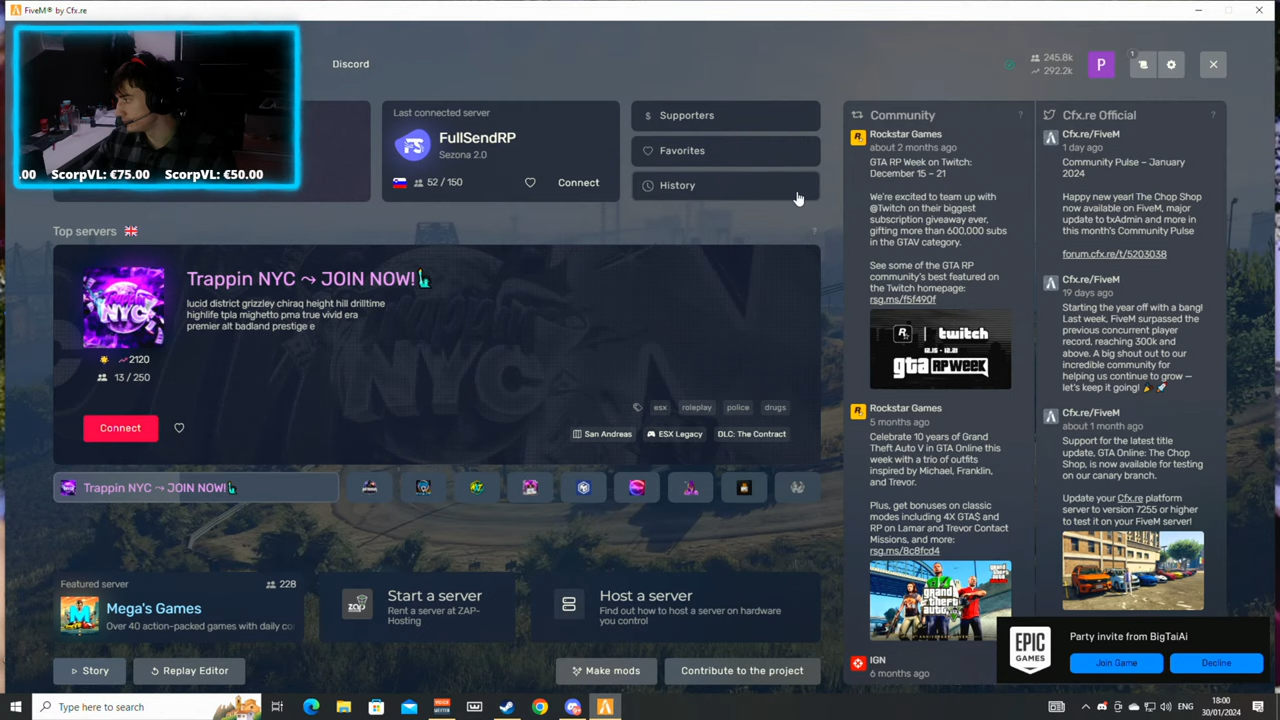 FiveM® by Cfx.re
.00 ScorpVL: €75.00 ScorpVL: €50.00
Discord
245.8k
292.2k
P
1
Last connected server
FullSendRP
Sezona 2.0
52 / 150
Connect
Supporters
Favorites
History
Top servers
?
Trappin NYC ⤳ JOIN NOW!
lucid district grizzley chiraq height hill drilltime
highlife tpla mighetto pma true vivid era
premier alt badland prestige e
2120
13 / 250
Connect
esx roleplay police drugs
San Andreas ESX Legacy DLC: The Contract
Trappin NYC ⤳ JOIN NOW!
Featured server
228
Mega's Games
Over 40 action-packed games with daily co
Start a server
Rent a server at ZAP-
Hosting
Host a server
Find out how to host a server on hardware
you control
Story
Replay Editor
Make mods
Contribute to the project
Community ?
Rockstar Games
about 2 months ago
GTA RP Week on Twitch:
December 15 – 21
We're excited to team up with
@Twitch on their biggest
subscription giveaway ever,
gifting more than 600,000 subs
in the GTAV category.
See some of the GTA RP
community's best featured on
the Twitch homepage:
rsg.ms/f5f490f
R twitch
12.15 - 12.21
gta RP WEEK
Rockstar Games
5 months ago
Celebrate 10 years of Grand
Theft Auto V in GTA Online this
week with a trio of outfits
inspired by Michael, Franklin,
and Trevor.
Plus, get bonuses on classic
modes including 4X GTA$ and
RP on Lamar and Trevor Contact
Missions, and more:
rsg.ms/8c8fcd4
grand
theft
auto
IGN
6 months ago
Cfx.re Official ?
Cfx.re/FiveM
1 day ago
Community Pulse – January
2024
Happy new year! The Chop Shop
now available on FiveM, major
update to txAdmin and more in
this month's Community Pulse
forum.cfx.re/t/5203038
Cfx.re/FiveM
19 days ago
Starting the year off with a bang!
Last week, FiveM surpassed the
previous concurrent player
record, reaching 300k and
above. A big shout out to our
incredible community for
helping us continue to grow —
let's keep it going!
Cfx.re/FiveM
about 1 month ago
Support for the latest title
update, GTA Online: The Chop
Shop, is now available for testing
on our canary branch.
Update your Cfx.re platform
server to version 7255 or higher
to test it on your FiveM server!
EPIC
GAMES
Party invite from BigTaiAi
Join Game
Decline
Type here to search
ENG
18:00
30/01/2024